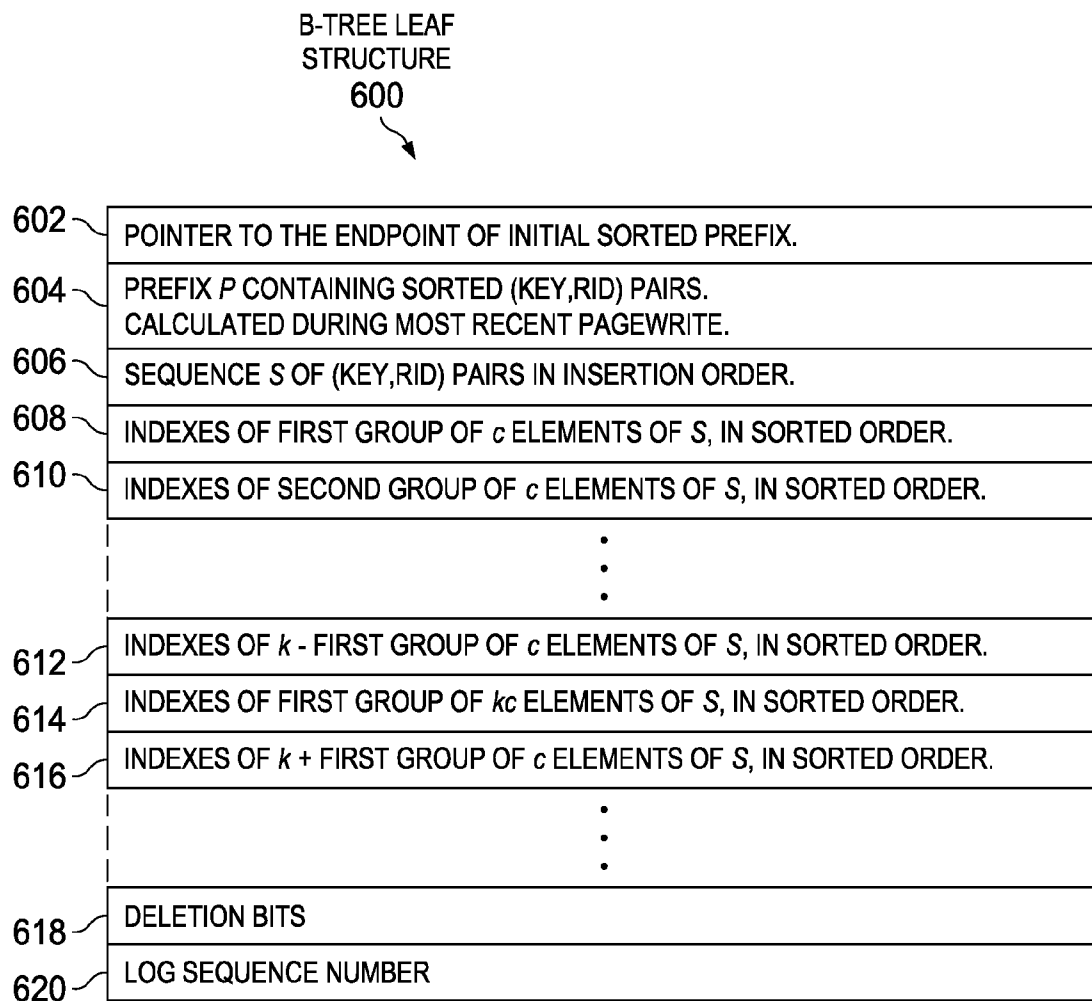 B-TREE LEAF
STRUCTURE
600
602
POINTER TO THE ENDPOINT OF INITIAL SORTED PREFIX.
604
PREFIX P CONTAINING SORTED (KEY,RID) PAIRS.
CALCULATED DURING MOST RECENT PAGEWRITE.
606
SEQUENCE S OF (KEY,RID) PAIRS IN INSERTION ORDER.
608
INDEXES OF FIRST GROUP OF c ELEMENTS OF S, IN SORTED ORDER.
610
INDEXES OF SECOND GROUP OF c ELEMENTS OF S, IN SORTED ORDER.
612
INDEXES OF k - FIRST GROUP OF c ELEMENTS OF S, IN SORTED ORDER.
614
INDEXES OF FIRST GROUP OF kc ELEMENTS OF S, IN SORTED ORDER.
616
INDEXES OF k + FIRST GROUP OF c ELEMENTS OF S, IN SORTED ORDER.
618
DELETION BITS
620
LOG SEQUENCE NUMBER